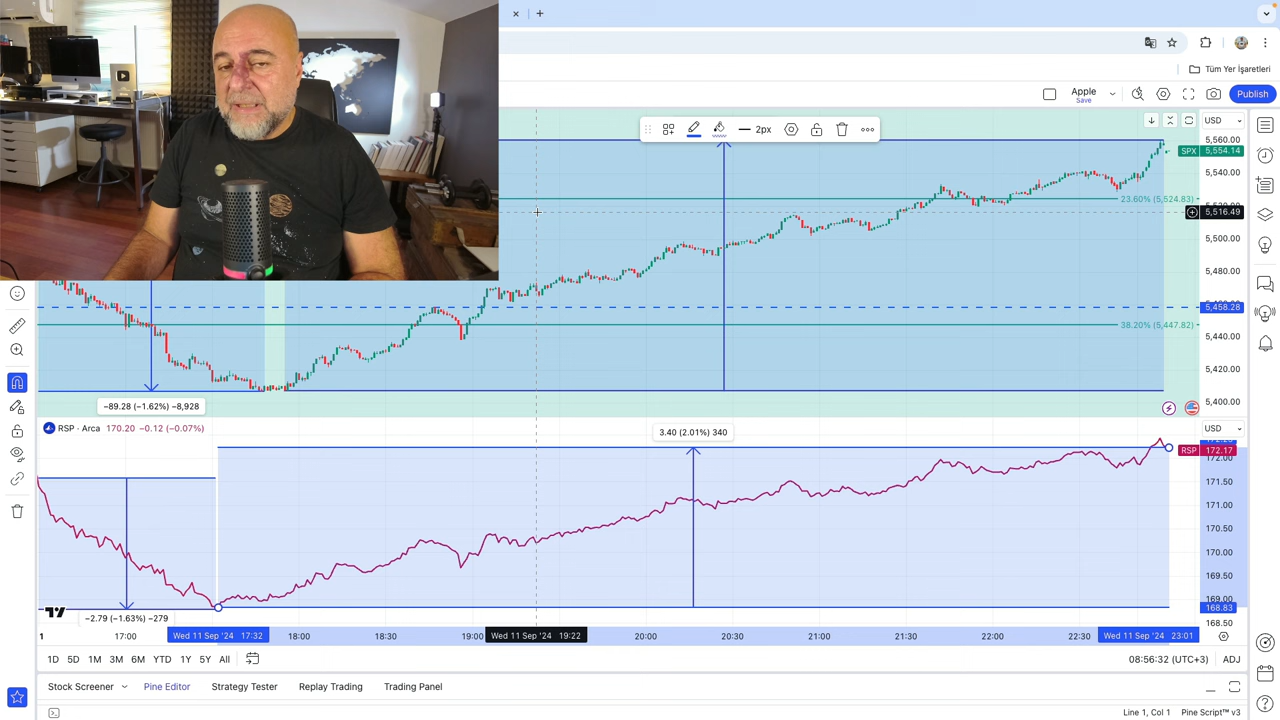 Tüm Yer İşaretleri
Apple
Save
Publish
2px
USD
5,560.00
SPX 5,554.14
5,540.00
23.60% (5,524.83)
5,516.49
5,500.00
5,480.00
5,458.28
38.20% (5,447.82)
5,440.00
5,420.00
5,400.00
−89.28 (−1.62%) −8,928
RSP · Arca 170.20 −0.12 (−0.07%)
3.40 (2.01%) 340
USD
RSP 172.17
172.00
171.50
171.00
170.50
170.00
169.50
169.00
168.83
168.50
−2.79 (−1.63%) −279
1 17:00 Wed 11 Sep '24 17:32 18:00 18:30 19:00 Wed 11 Sep '24 19:22 20:00 20:30 21:00 21:30 22:00 22:30 Wed 11 Sep '24 23:01
1D 5D 1M 3M 6M YTD 1Y 5Y All 08:56:32 (UTC+3) ADJ
Stock Screener Pine Editor Strategy Tester Replay Trading Trading Panel
Line 1, Col 1 Pine Script™ v3